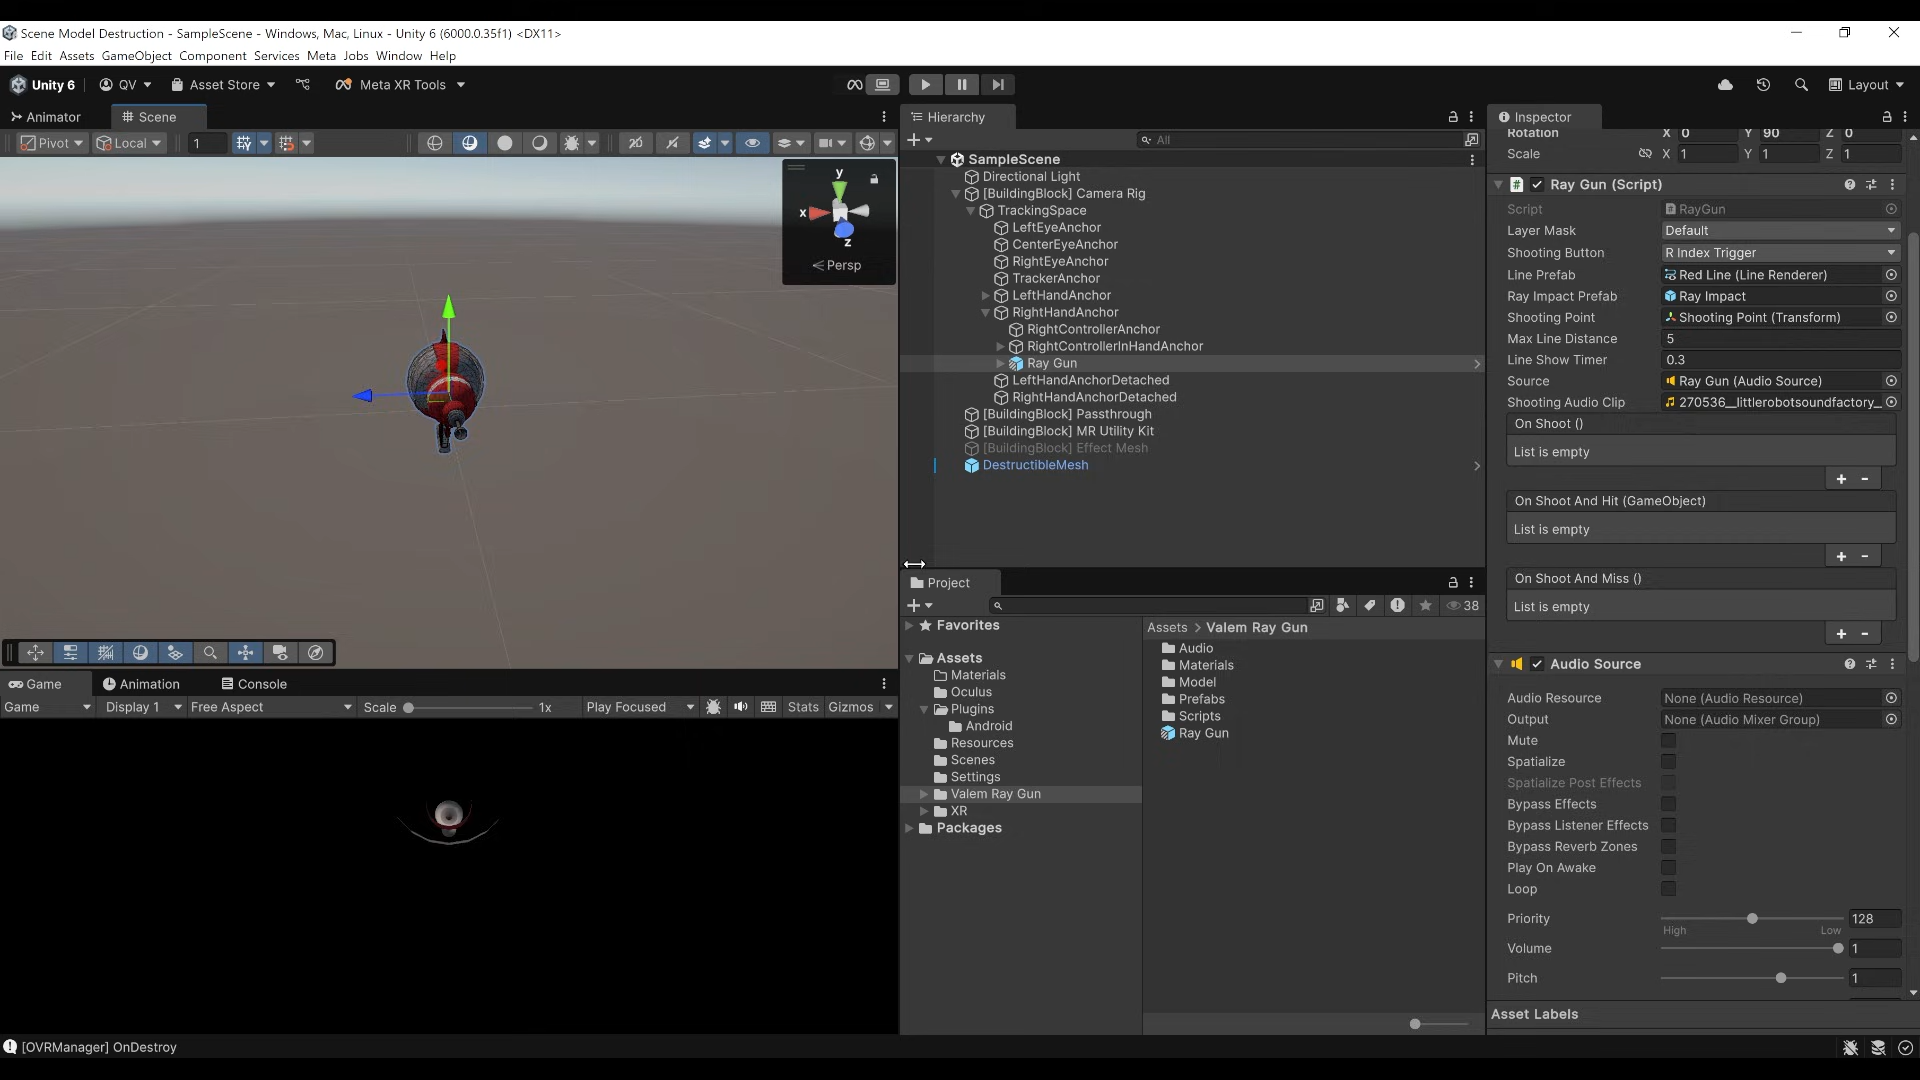 Scene Model Destruction - SampleScene - Windows, Mac, Linux - Unity 6 (6000.0.35f1) <DX11>
File Edit Assets GameObject Component Services Meta Jobs Window Help
Unity 6 QV Asset Store Meta XR Tools Layout
Animator Scene
Pivot Local 1
y
x
z
Persp
Game Animation Console
Game Display 1 Free Aspect Scale 1x Play Focused Stats Gizmos
Hierarchy
All
SampleScene
Directional Light
[BuildingBlock] Camera Rig
TrackingSpace
LeftEyeAnchor
CenterEyeAnchor
RightEyeAnchor
TrackerAnchor
LeftHandAnchor
RightHandAnchor
RightControllerAnchor
RightControllerInHandAnchor
Ray Gun
LeftHandAnchorDetached
RightHandAnchorDetached
[BuildingBlock] Passthrough
[BuildingBlock] MR Utility Kit
[BuildingBlock] Effect Mesh
DestructibleMesh
Project
38
Favorites
Assets
Materials
Oculus
Plugins
Android
Resources
Scenes
Settings
Valem Ray Gun
XR
Packages
Assets > Valem Ray Gun
Audio
Materials
Model
Prefabs
Scripts
Ray Gun
Inspector
Rotation X 0 Y 90 Z 0
Scale X 1 Y 1 Z 1
# Ray Gun (Script)
Script RayGun
Layer Mask Default
Shooting Button R Index Trigger
Line Prefab Red Line (Line Renderer)
Ray Impact Prefab Ray Impact
Shooting Point Shooting Point (Transform)
Max Line Distance 5
Line Show Timer 0.3
Source Ray Gun (Audio Source)
Shooting Audio Clip 270536__littlerobotsoundfactory_
On Shoot ()
List is empty
+ -
On Shoot And Hit (GameObject)
List is empty
+ -
On Shoot And Miss ()
List is empty
+ -
Audio Source
Audio Resource None (Audio Resource)
Output None (Audio Mixer Group)
Mute
Spatialize
Spatialize Post Effects
Bypass Effects
Bypass Listener Effects
Bypass Reverb Zones
Play On Awake
Loop
Priority 128
High Low
Volume 1
Pitch 1
Asset Labels
[OVRManager] OnDestroy